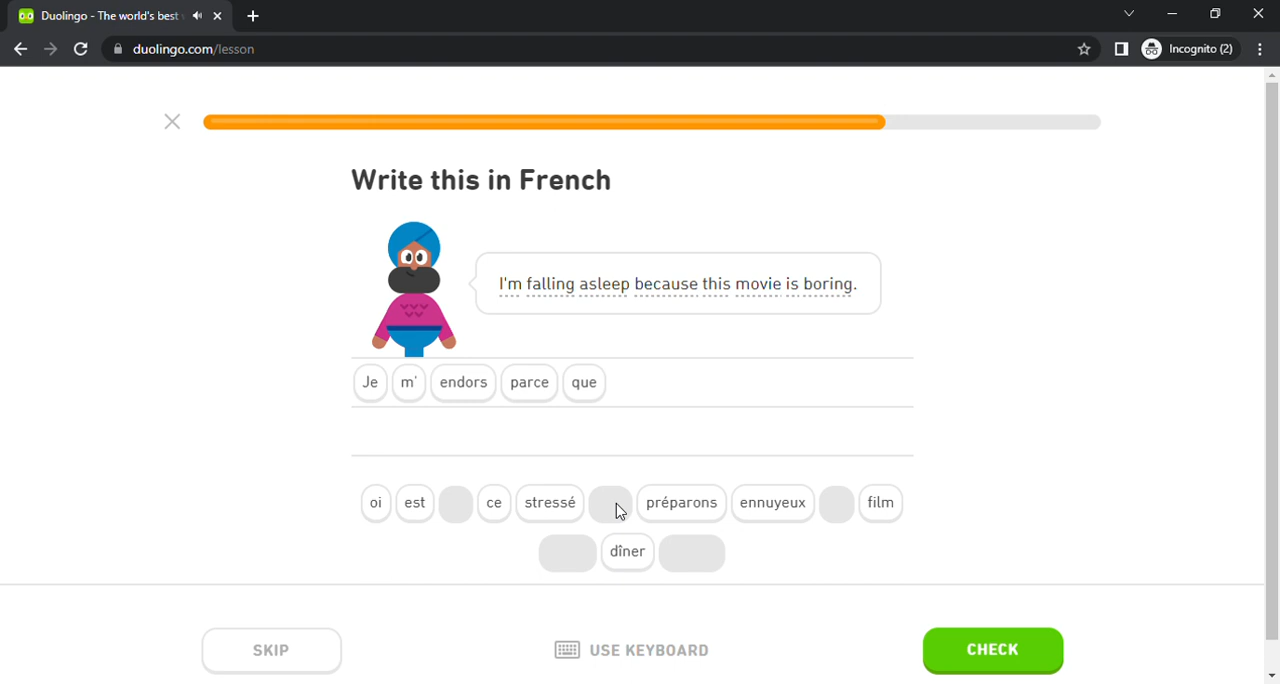 Duolingo - The world's best
duolingo.com/lesson
Incognito (2)
Write this in French
I'm falling asleep because this movie is boring.
Je m' endors parce que
oi est ce stressé préparons ennuyeux film
dîner
SKIP
USE KEYBOARD
CHECK